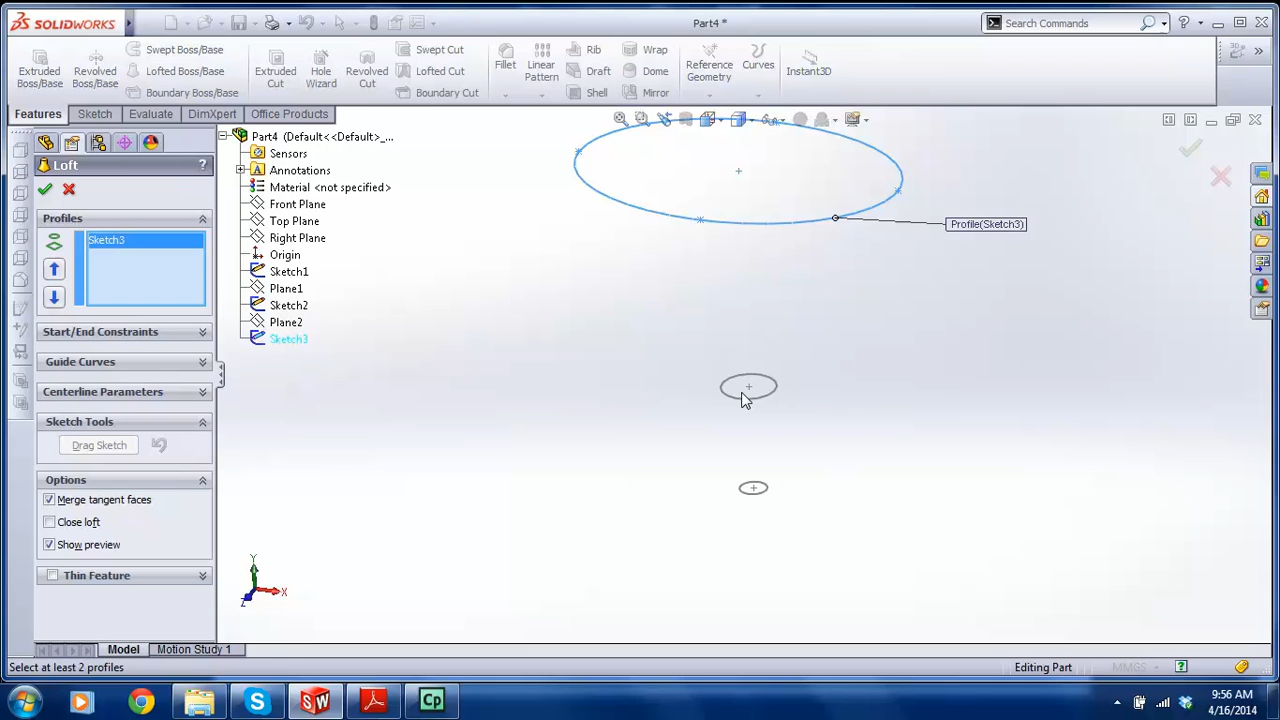 SOLIDWORKS
Part4 *
Search Commands
Extruded Boss/Base
Revolved Boss/Base
Swept Boss/Base
Lofted Boss/Base
Boundary Boss/Base
Extruded Cut
Hole Wizard
Revolved Cut
Swept Cut
Lofted Cut
Boundary Cut
Fillet
Linear Pattern
Rib
Draft
Shell
Wrap
Dome
Mirror
Reference Geometry
Curves
Instant3D
Features
Sketch
Evaluate
DimXpert
Office Products
Loft
?
Profiles
Sketch3
Start/End Constraints
Guide Curves
Centerline Parameters
Sketch Tools
Drag Sketch
Options
Merge tangent faces
Close loft
Show preview
Thin Feature
Part4 (Default<<Default>_...
Sensors
Annotations
Material <not specified>
Front Plane
Top Plane
Right Plane
Origin
Sketch1
Plane1
Sketch2
Plane2
Sketch3
Profile(Sketch3)
Y
X
Z
Model
Motion Study 1
Select at least 2 profiles
Editing Part
MMGS
?
SW
Cp
9:56 AM
4/16/2014